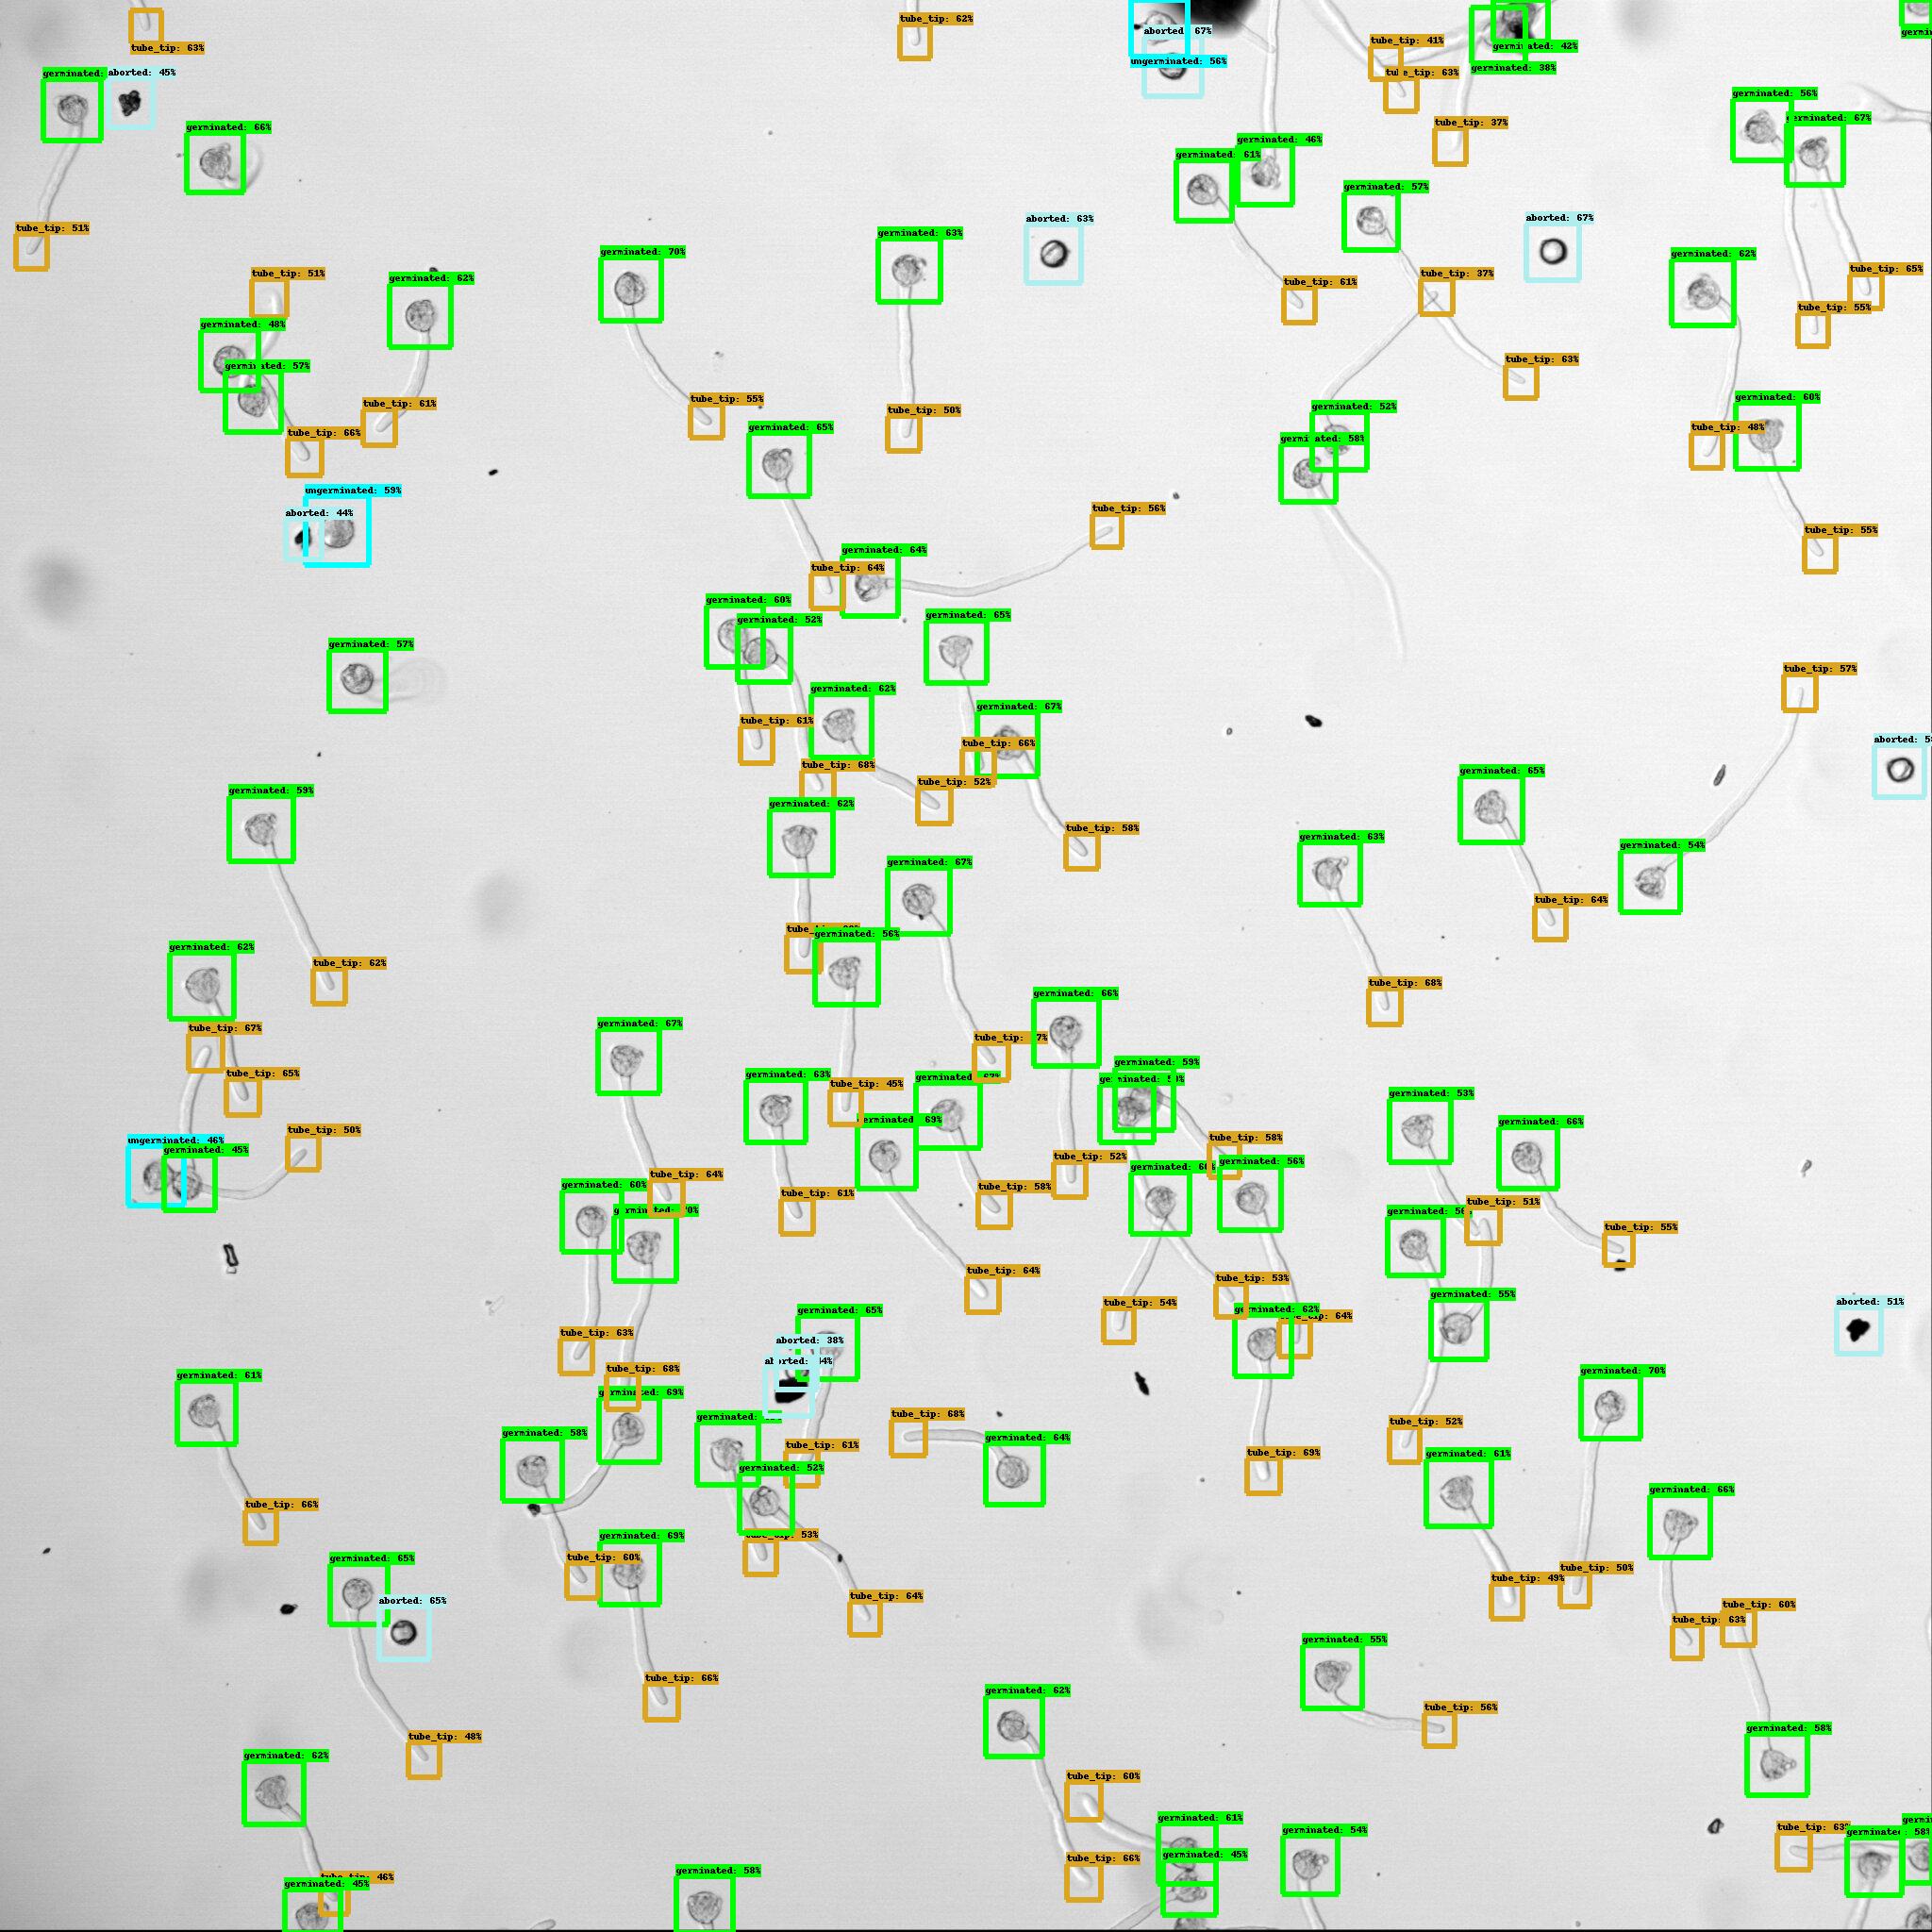 tube_tip: 63%
tube_tip: 62%
aborted: 67%
ungerminated: 56%
tube_tip: 41%
tube_tip: 63%
germinated: 42%
germinated: 38%
germinated:
aborted: 45%
germinated: 66%
tube_tip: 37%
germinated: 56%
germinated: 67%
germinated: 61%
germinated: 46%
germinated: 57%
tube_tip: 51%
germinated: 63%
aborted: 63%
aborted: 67%
germinated: 70%
germinated: 62%
tube_tip: 51%
germinated: 62%
tube_tip: 61%
tube_tip: 37%
tube_tip: 65%
tube_tip: 55%
germinated: 48%
germinated: 57%
tube_tip: 63%
tube_tip: 61%
tube_tip: 55%
tube_tip: 50%
germinated: 52%
germinated: 60%
tube_tip: 66%
germinated: 65%
germinated: 58%
tube_tip: 48%
ungerminated: 59%
aborted: 44%
tube_tip: 56%
tube_tip: 55%
germinated: 64%
tube_tip: 64%
germinated: 60%
germinated: 52%
germinated: 65%
germinated: 57%
tube_tip: 57%
germinated: 62%
germinated: 67%
tube_tip: 61%
tube_tip: 66%
tube_tip: 68%
tube_tip: 52%
germinated: 65%
germinated: 59%
germinated: 62%
tube_tip: 58%
germinated: 63%
germinated: 54%
germinated: 67%
tube_tip: 64%
germinated: 56%
germinated: 62%
tube_tip: 62%
tube_tip: 68%
germinated: 66%
germinated: 67%
tube_tip: 67%
germinated: 59%
tube_tip: 65%
germinated: 63%
tube_tip: 45%
germinated: 53%
germinated: 69%
germinated: 66%
tube_tip: 50%
ungerminated: 46%
germinated: 45%
tube_tip: 58%
tube_tip: 52%
germinated: 56%
tube_tip: 64%
germinated: 60%
tube_tip: 58%
tube_tip: 61%
tube_tip: 51%
tube_tip: 55%
tube_tip: 64%
tube_tip: 53%
germinated: 55%
tube_tip: 54%
aborted: 51%
germinated: 65%
germinated: 62%
tube_tip: 63%
aborted: 38%
tube_tip: 68%
germinated: 69%
germinated: 61%
germinated: 70%
tube_tip: 68%
tube_tip: 52%
germinated: 58%
germinated: 64%
tube_tip: 61%
tube_tip: 69%
germinated: 61%
germinated: 52%
germinated: 66%
tube_tip: 66%
germinated: 69%
tube_tip: 53%
germinated: 65%
tube_tip: 60%
tube_tip: 50%
tube_tip: 49%
aborted: 65%
tube_tip: 64%
tube_tip: 60%
tube_tip: 63%
germinated: 55%
tube_tip: 66%
germinated: 62%
tube_tip: 56%
germinated: 58%
tube_tip: 48%
germinated: 62%
tube_tip: 60%
germinated: 61%
germinated: 54%
tube_tip: 63%
germinated: 58%
germinated: 45%
tube_tip: 66%
tube_tip: 46%
germinated: 45%
germinated: 58%